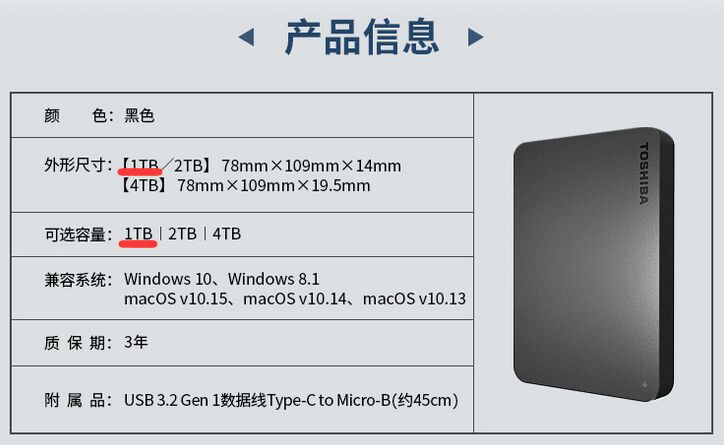 产品信息
颜 色：黑色
外形尺寸：【1TB／2TB】 78mm×109mm×14mm
【4TB】 78mm×109mm×19.5mm
可选容量：1TB｜2TB｜4TB
兼容系统：Windows 10、Windows 8.1
macOS v10.15、macOS v10.14、macOS v10.13
质 保 期：3年
附 属 品：USB 3.2 Gen 1数据线Type-C to Micro-B(约45cm)
TOSHIBA